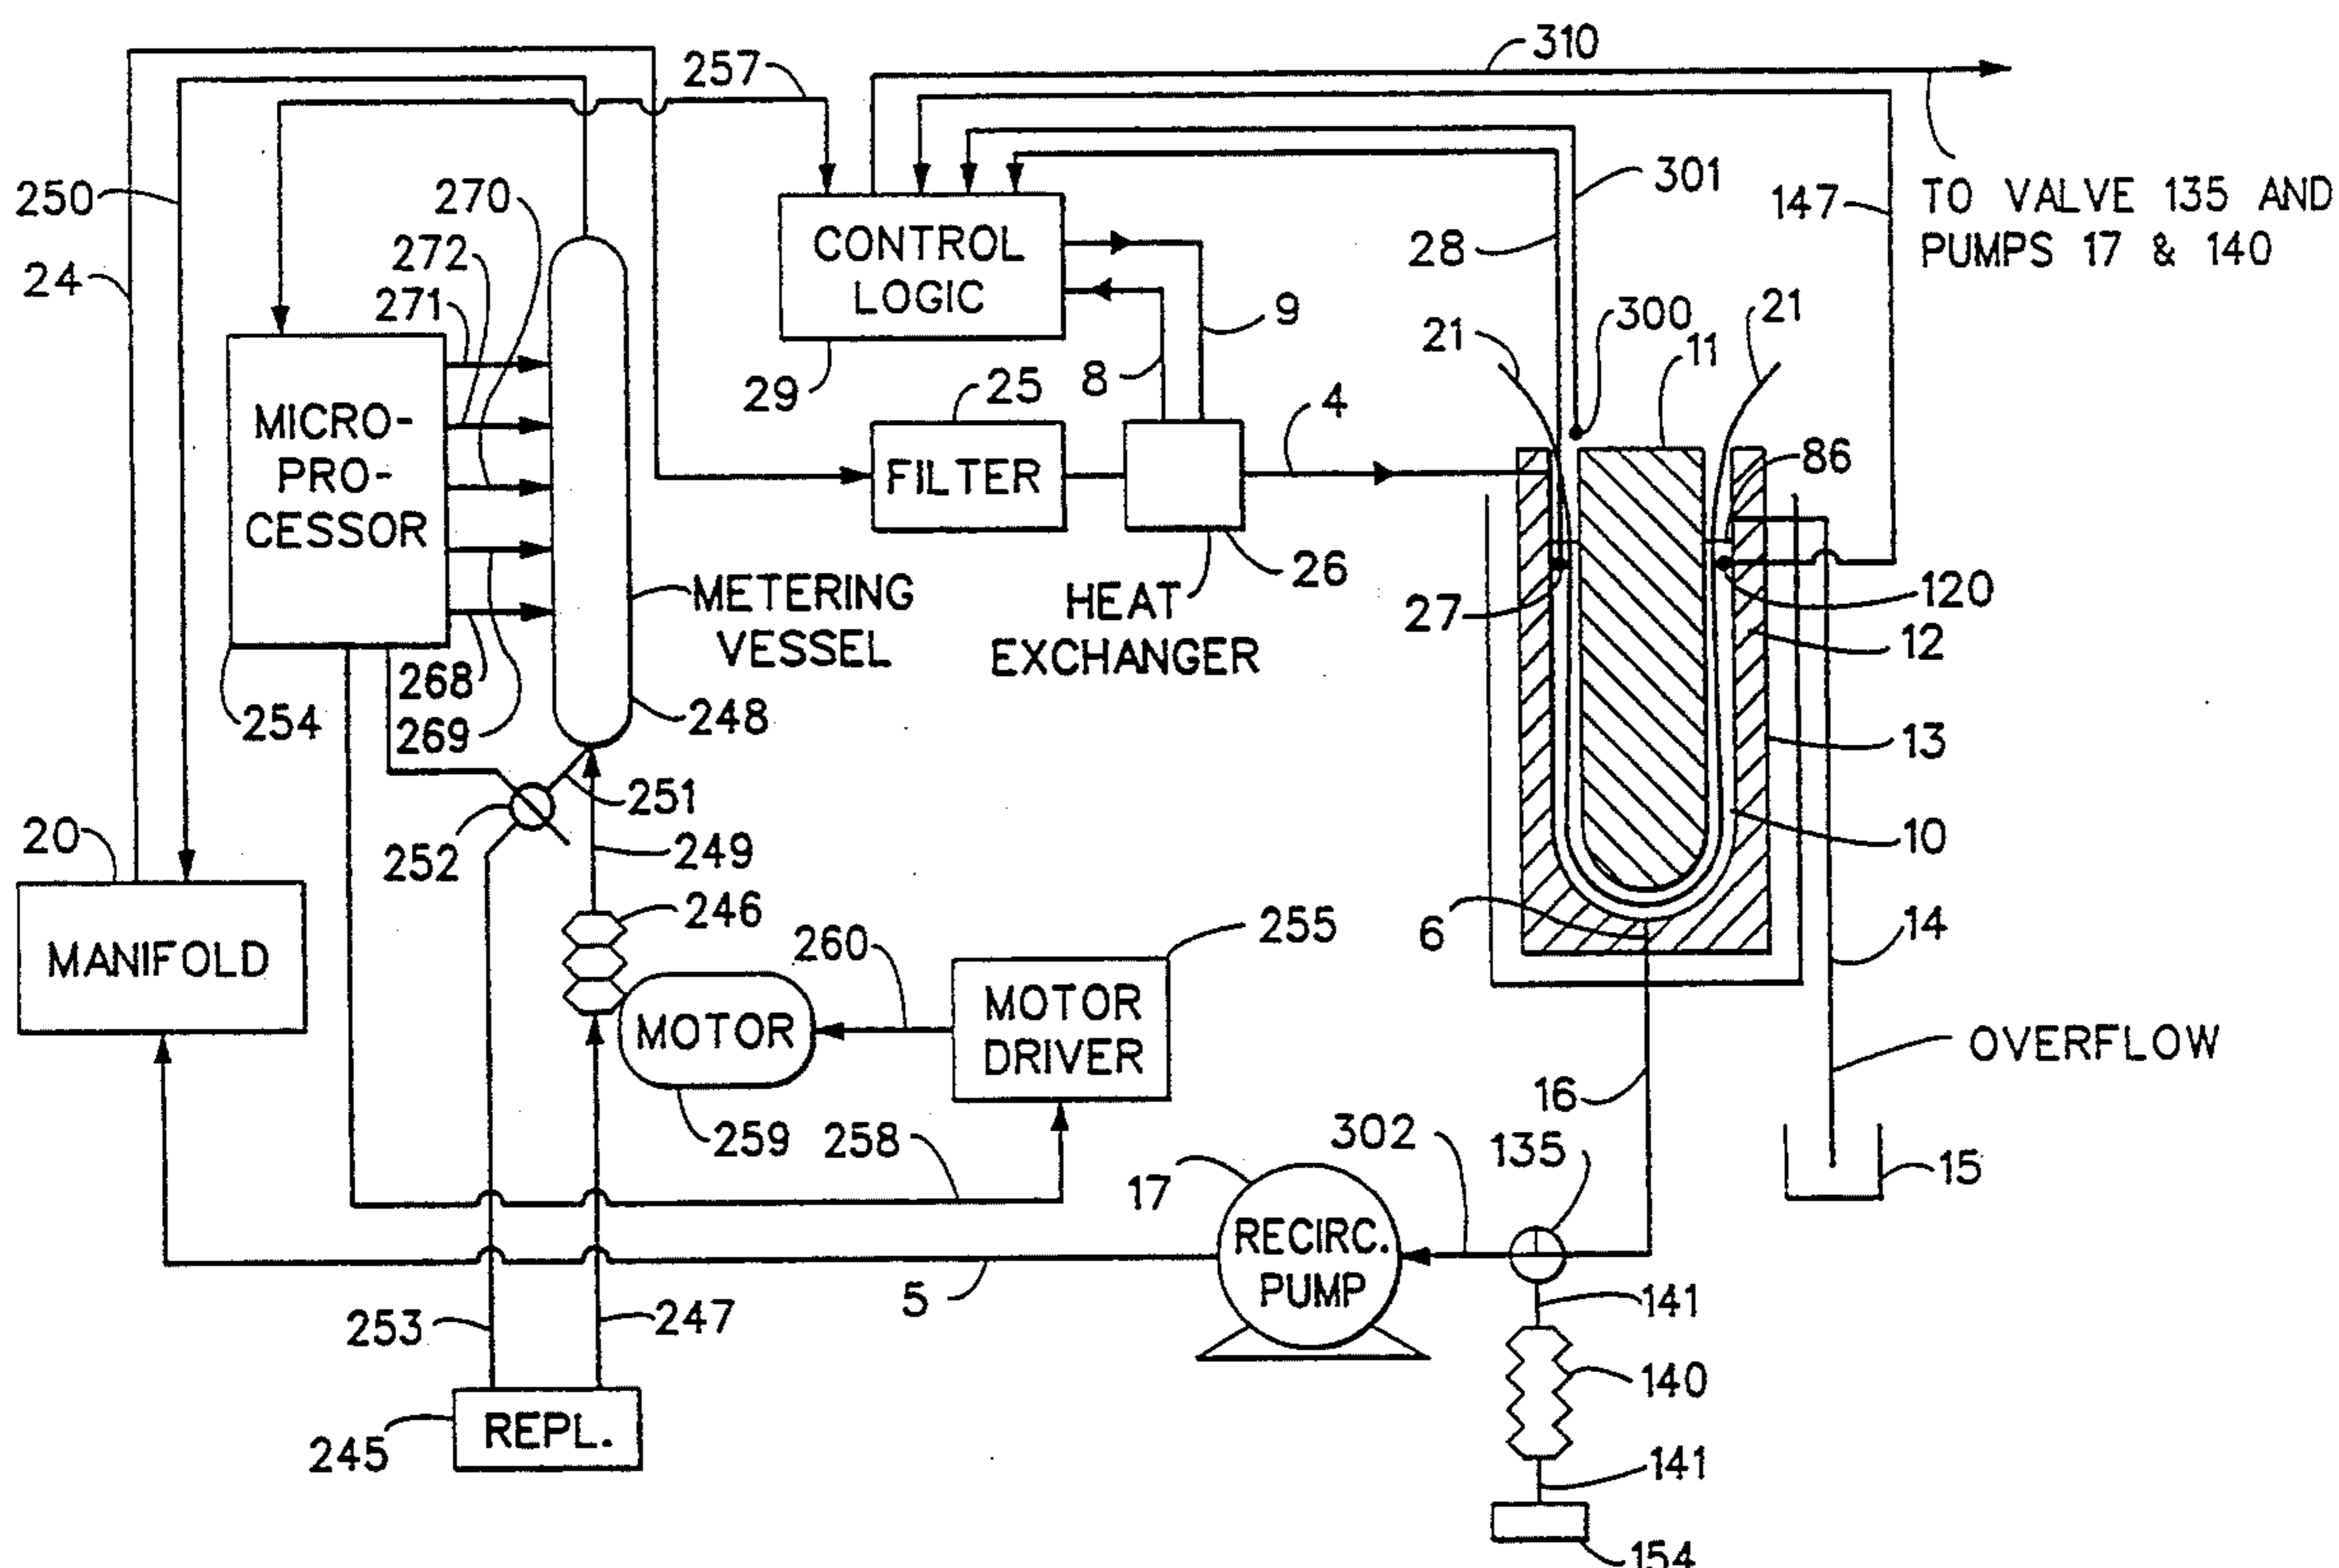 310
257
250
270
301
147
TO VALVE 135 AND
PUMPS 17 & 140
272
24
271
28
CONTROL
LOGIC
9
300
21
21
11
29
25
8
4
86
MICRO-
PRO-
CESSOR
FILTER
METERING
VESSEL
HEAT
EXCHANGER
26
27
120
12
268
254
269
248
13
251
20
252
249
10
246
260
255
6
14
MANIFOLD
MOTOR
MOTOR
DRIVER
OVERFLOW
16
259
258
302
135
17
15
RECIRC.
PUMP
5
253
247
141
140
REPL.
245
141
154